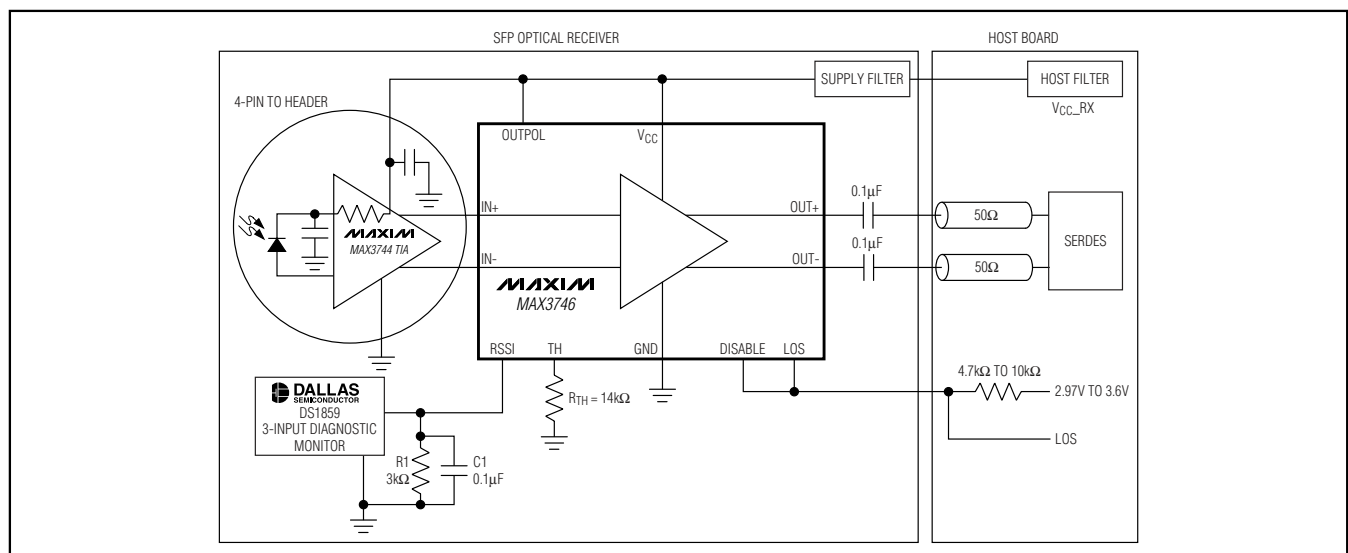 SFP OPTICAL RECEIVER
HOST BOARD
SUPPLY FILTER
HOST FILTER
VCC_RX
4-PIN TO HEADER
OUTPOL
VCC
MAXIM
MAX3744 TIA
IN+
IN-
MAXIM
MAX3746
OUT+
OUT-
0.1μF
0.1μF
50Ω
50Ω
SERDES
RSSI
TH
GND
DISABLE
LOS
RTH = 14kΩ
4.7kΩ TO 10kΩ
2.97V TO 3.6V
LOS
DALLAS
SEMICONDUCTOR
DS1859
3-INPUT DIAGNOSTIC
MONITOR
R1
3kΩ
C1
0.1μF